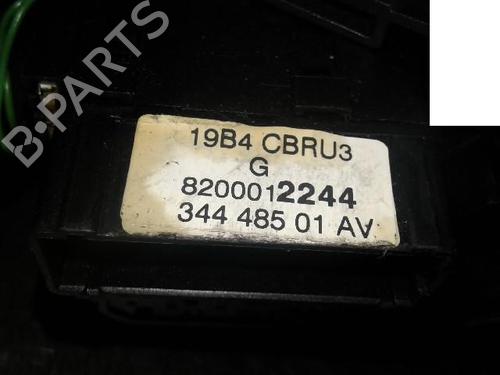 B-PARTS
19B4 CBRU3
G
8200012244
344 485 01 AV